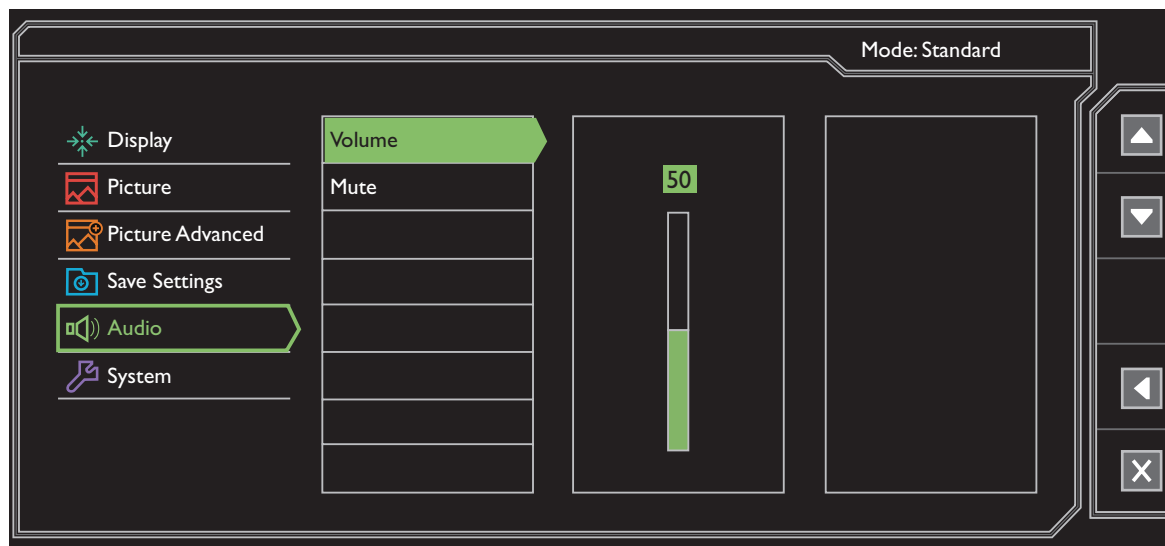 Mode: Standard
Display
Picture
Picture Advanced
Save Settings
Audio
System
Volume
Mute
50